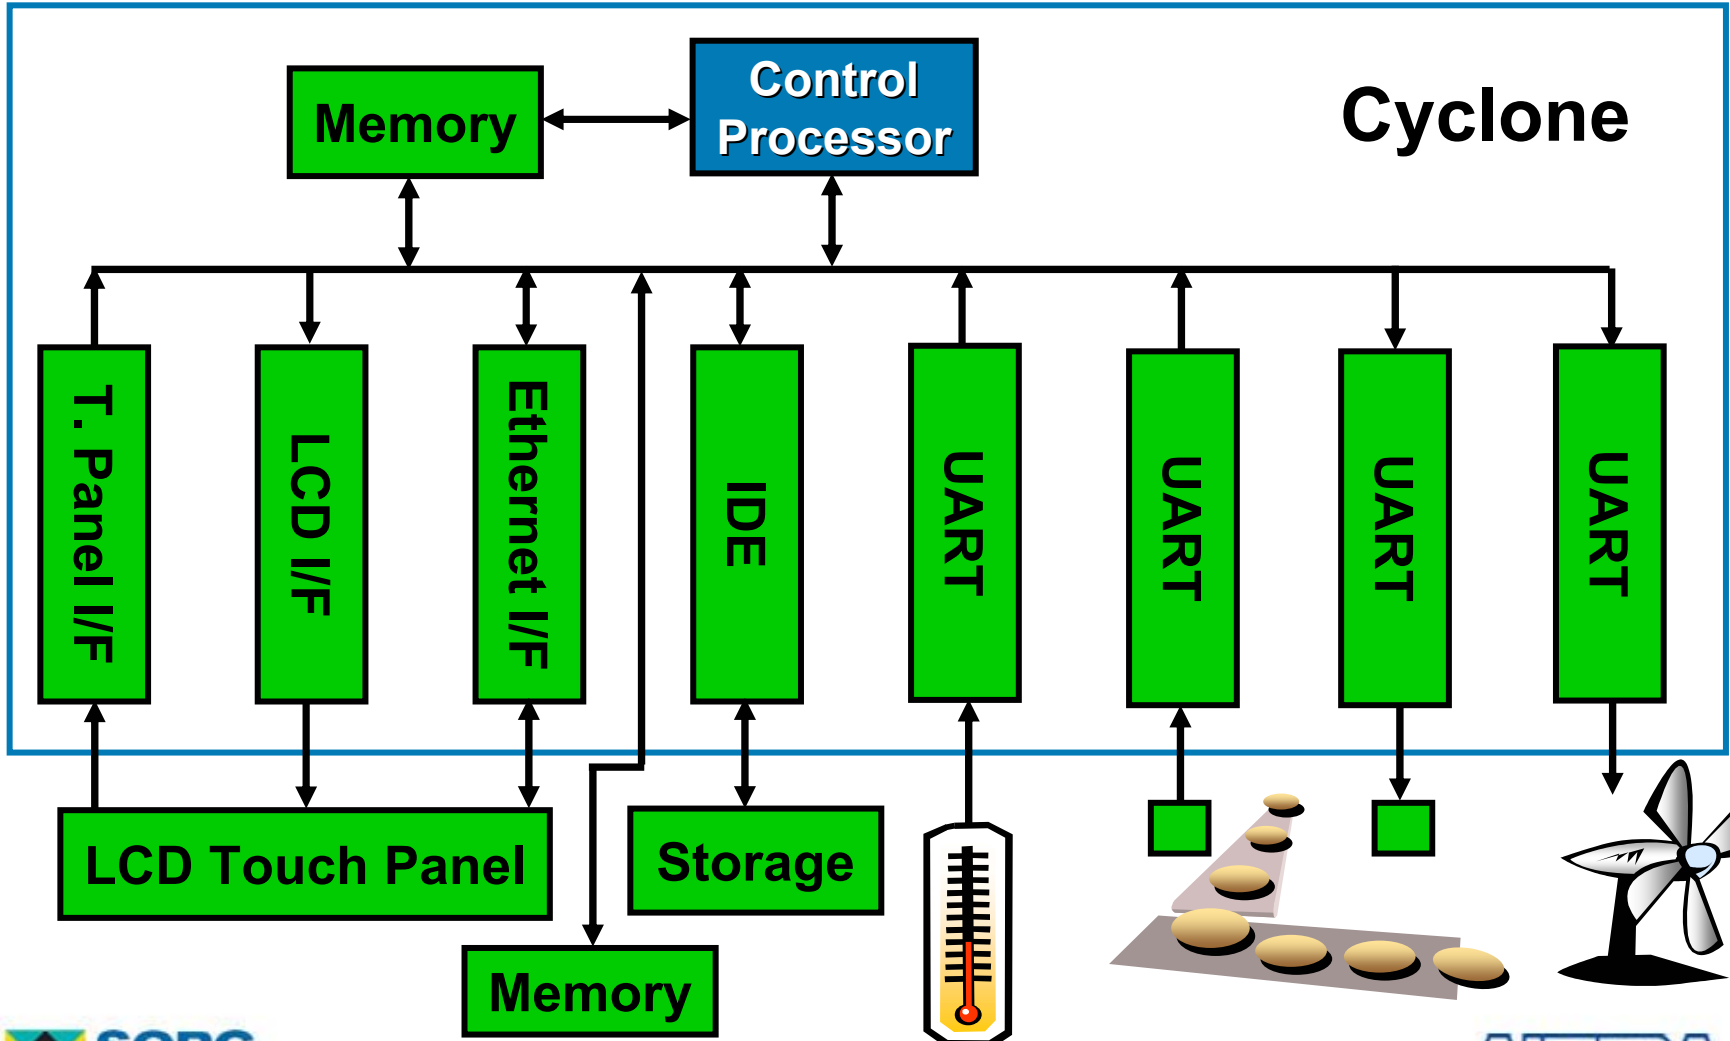 Control
Processor
Memory
Cyclone
T. Panel I/F
LCD I/F
Ethernet I/F
IDE
UART
UART
UART
UART
LCD Touch Panel
Storage
Memory